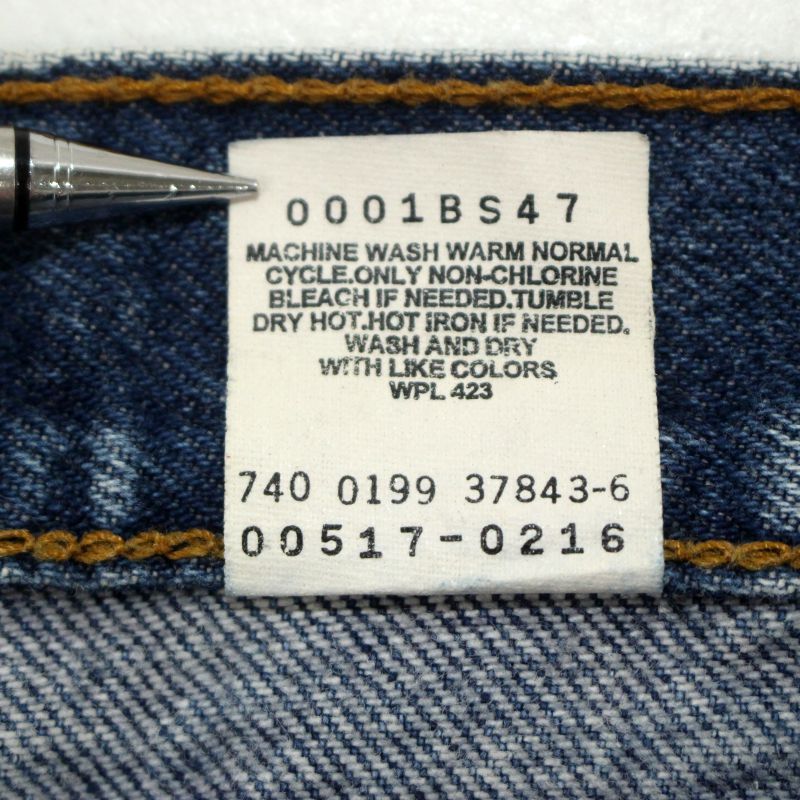 0001BS47
MACHINE WASH WARM NORMAL
CYCLE.ONLY NON-CHLORINE
BLEACH IF NEEDED.TUMBLE
DRY HOT.HOT IRON IF NEEDED.
WASH AND DRY
WITH LIKE COLORS
WPL 423
740 0199 37843-6
00517-0216